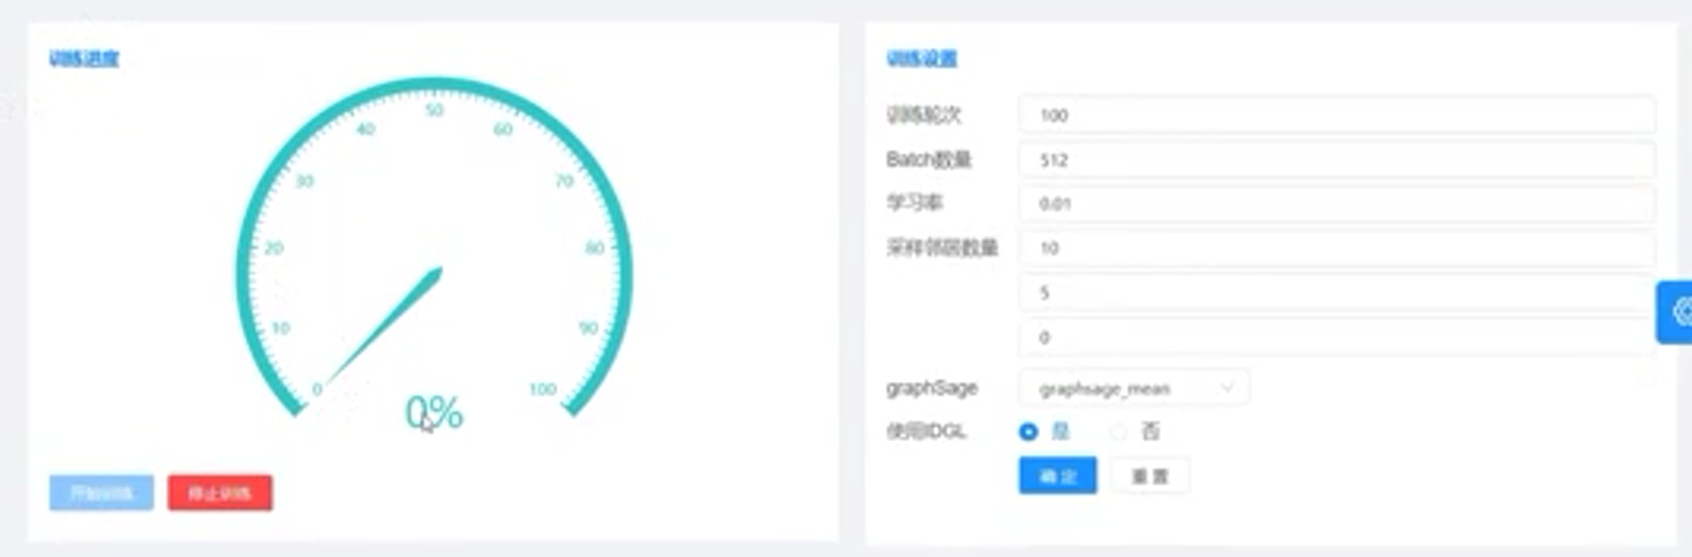 训练进度
50
40
60
30
70
20
80
10
90
0
100
0%
开始训练
停止训练
训练设置
训练轮次
100
Batch数量
512
学习率
0.01
采样邻居数量
10
5
0
graphSage
graphsage_mean
使用IDGL
是
否
确定
重置